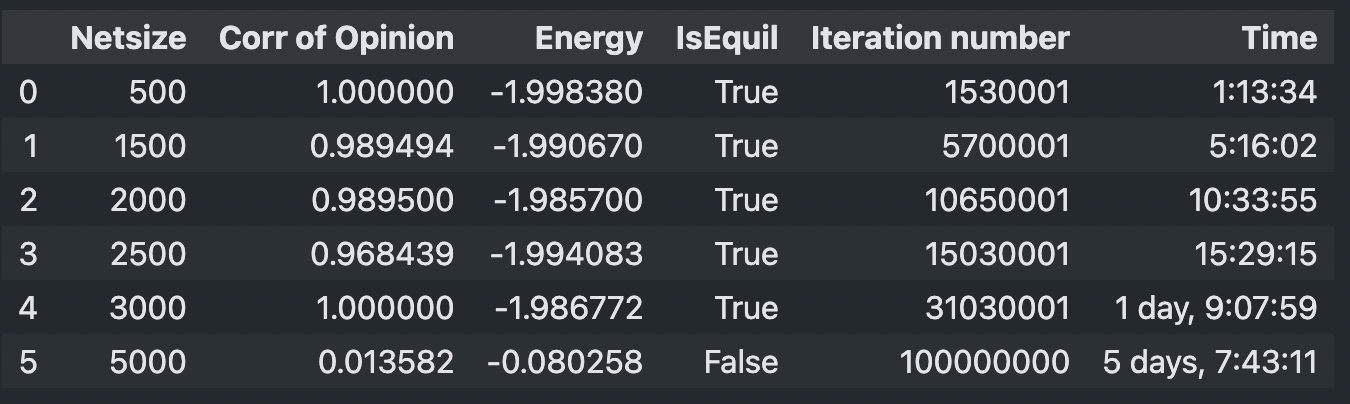 Netsize Corr of Opinion Energy IsEquil Iteration number Time
0 500 1.000000 -1.998380 True 1530001 1:13:34
1 1500 0.989494 -1.990670 True 5700001 5:16:02
2 2000 0.989500 -1.985700 True 10650001 10:33:55
3 2500 0.968439 -1.994083 True 15030001 15:29:15
4 3000 1.000000 -1.986772 True 31030001 1 day, 9:07:59
5 5000 0.013582 -0.080258 False 100000000 5 days, 7:43:11